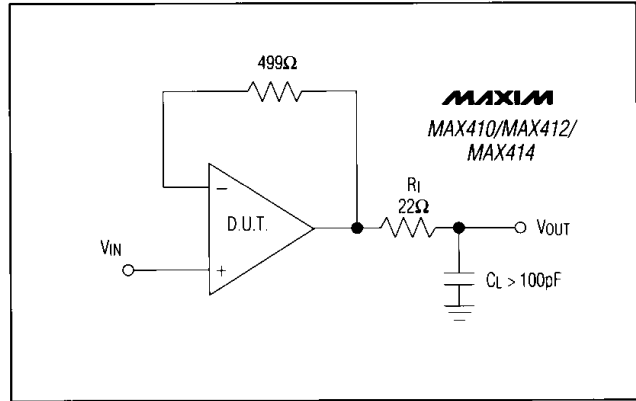 499Ω
MAXIM
MAX410/MAX412/
MAX414
RI
22Ω
D.U.T.
VIN
VOUT
CL > 100pF